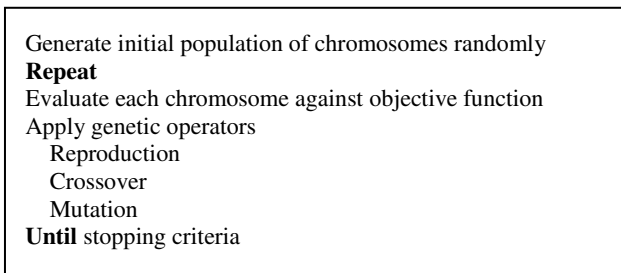 Generate initial population of chromosomes randomly
Repeat
Evaluate each chromosome against objective function
Apply genetic operators
Reproduction
Crossover
Mutation
Until stopping criteria